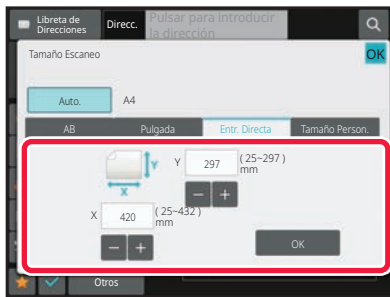 Libreta de
Direcciones
Direcc.
Pulsar para introducir
la dirección
Tamaño Escaneo
OK
Auto.
A4
AB
Pulgada
Entr. Directa
Tamaño Person.
Y
Y
297
( 25~297 )
mm
X
X
420
( 25~432 )
mm
OK
Otros